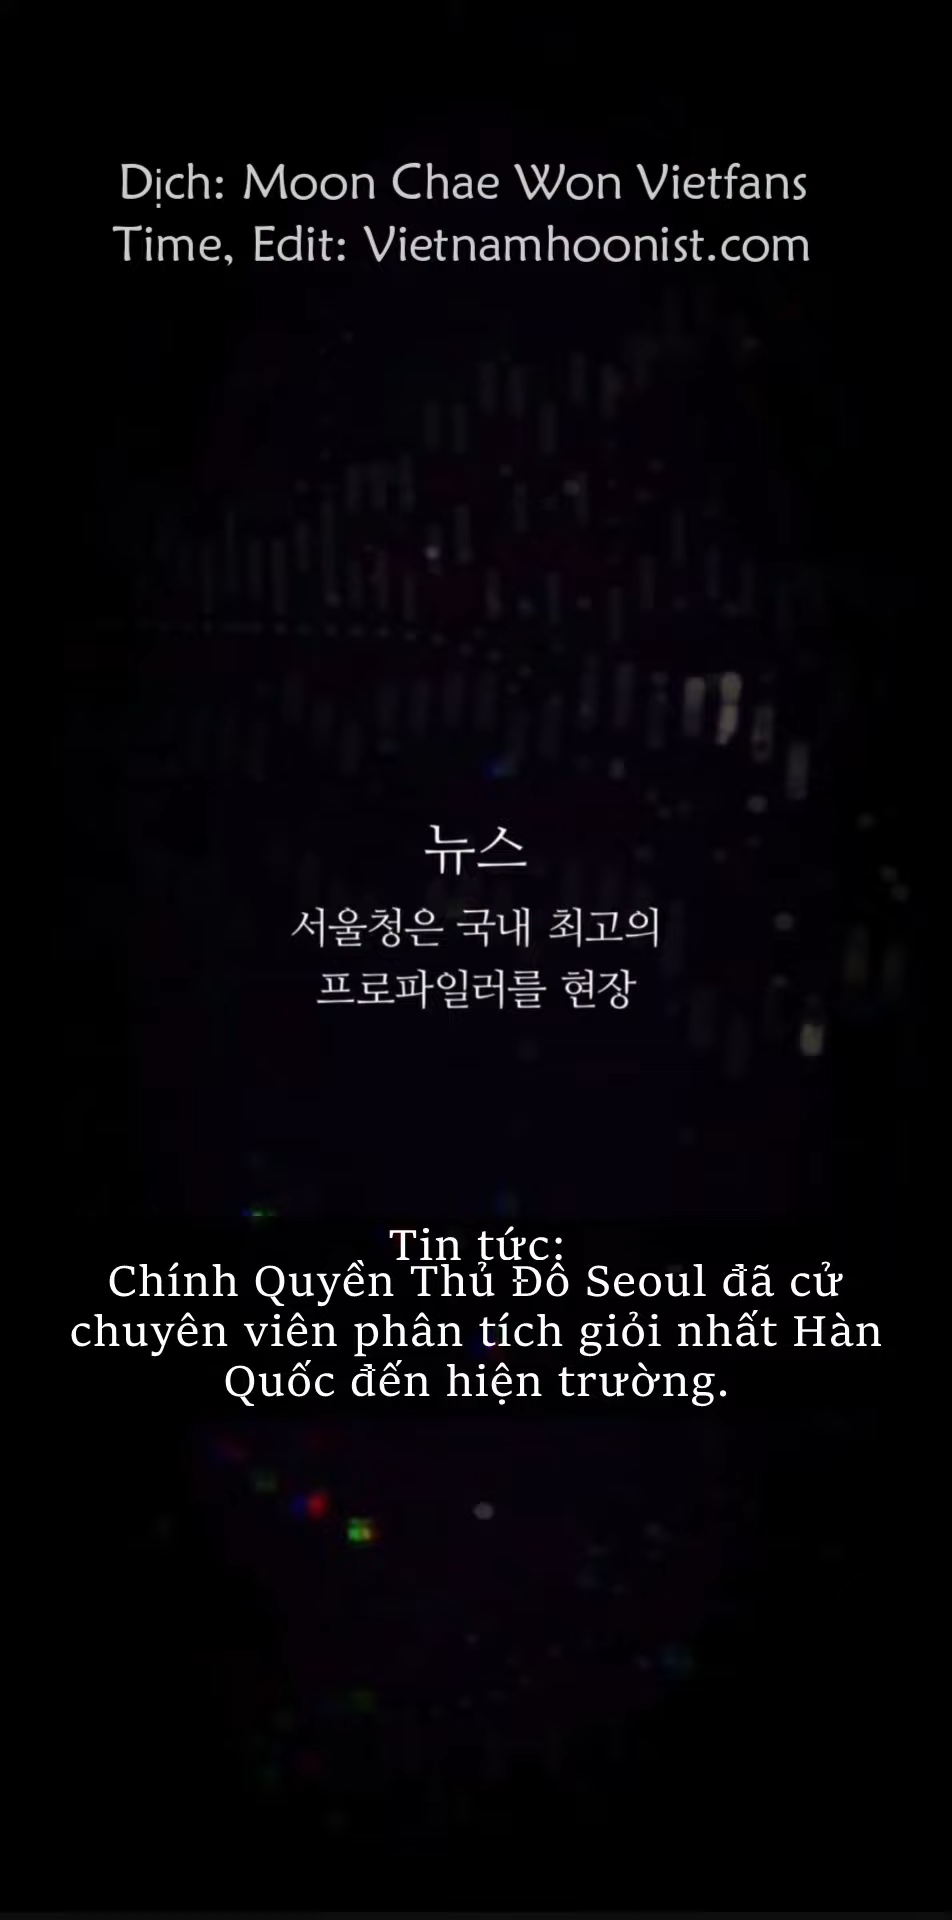 Dịch: Moon Chae Won Vietfans
Time, Edit: Vietnamhoonist.com
뉴스
서울청은 국내 최고의
프로파일러를 현장
Tin tức:
Chính Quyền Thủ Đô Seoul đã cử
chuyên viên phân tích giỏi nhất Hàn
Quốc đến hiện trường.